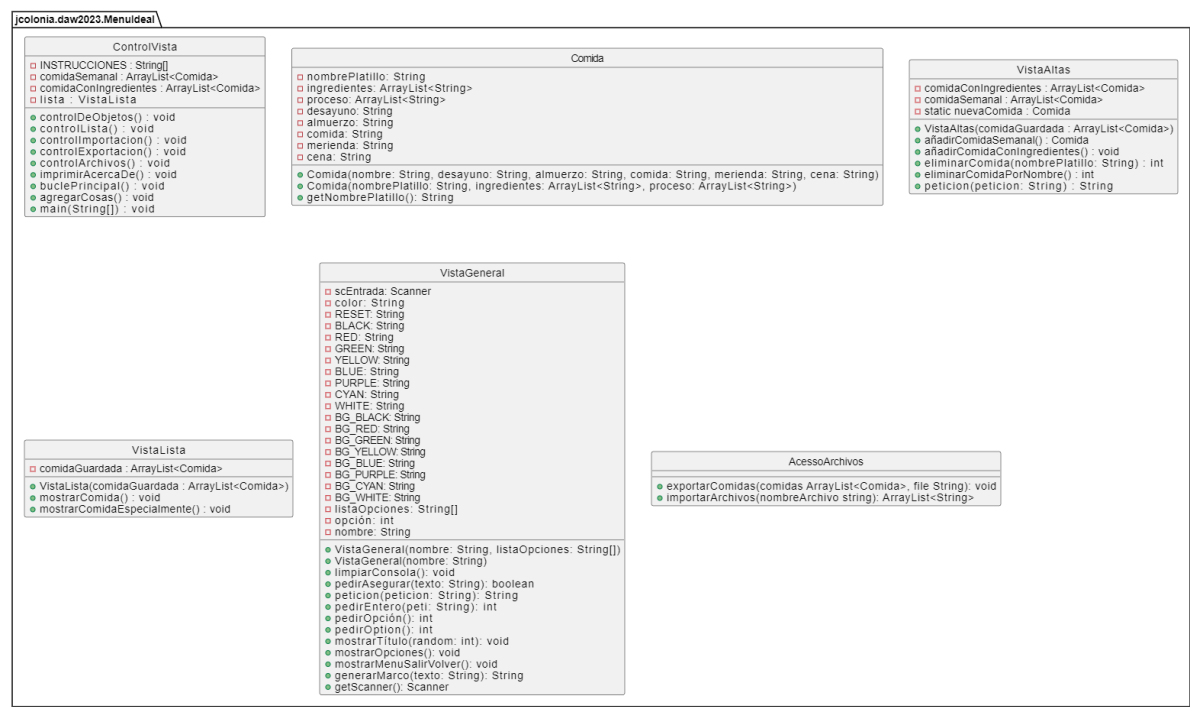 jcolonia.daw2023.MenuIdeal
ControlVista
INSTRUCCIONES : String[]
comidaSemanal : ArrayList<Comida>
comidaConIngredientes : ArrayList<Comida>
lista : VistaLista
controlDeObjetos() : void
controlLista() : void
controlImportacion() : void
controlExportacion() : void
controlArchivos() : void
imprimirAcercaDe() : void
buclePrincipal() : void
agregarCosas() : void
main(String[]) : void
Comida
nombrePlatillo: String
ingredientes: ArrayList<String>
proceso: ArrayList<String>
desayuno: String
almuerzo: String
comida: String
merienda: String
cena: String
Comida(nombre: String, desayuno: String, almuerzo: String, comida: String, merienda: String, cena: String)
Comida(nombrePlatillo: String, ingredientes: ArrayList<String>, proceso: ArrayList<String>)
getNombrePlatillo(): String
VistaAltas
comidaConIngredientes : ArrayList<Comida>
comidaSemanal : ArrayList<Comida>
static nuevaComida : Comida
VistaAltas(comidaGuardada : ArrayList<Comida>)
añadirComidaSemanal() : Comida
añadirComidaConIngredientes() : void
eliminarComida(nombrePlatillo: String) : int
eliminarComidaPorNombre() : int
peticion(peticion: String) : String
VistaLista
comidaGuardada : ArrayList<Comida>
VistaLista(comidaGuardada : ArrayList<Comida>)
mostrarComida() : void
mostrarComidaEspecialmente() : void
VistaGeneral
scEntrada: Scanner
color: String
RESET: String
BLACK: String
RED: String
GREEN: String
YELLOW: String
BLUE: String
PURPLE: String
CYAN: String
WHITE: String
BG_BLACK: String
BG_RED: String
BG_GREEN: String
BG_YELLOW: String
BG_BLUE: String
BG_PURPLE: String
BG_CYAN: String
BG_WHITE: String
listaOpciones: String[]
opción: int
nombre: String
VistaGeneral(nombre: String, listaOpciones: String[])
VistaGeneral(nombre: String)
limpiarConsola(): void
pedirAsegurar(texto: String): boolean
peticion(peticion: String): String
pedirEntero(peti: String): int
pedirOpción(): int
pedirOption(): int
mostrarTítulo(random: int): void
mostrarOpciones(): void
mostrarMenuSalirVolver(): void
generarMarco(texto: String): String
getScanner(): Scanner
AcessoArchivos
exportarComidas(comidas ArrayList<Comida>, file String): void
importarArchivos(nombreArchivo string): ArrayList<String>